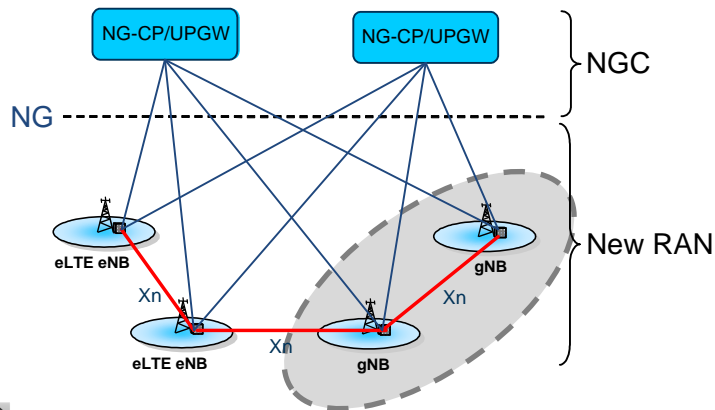 NG-CP/UPGW
NG-CP/UPGW
NGC
NG
eLTE eNB
gNB
New RAN
Xn
Xn
eLTE eNB
Xn
gNB